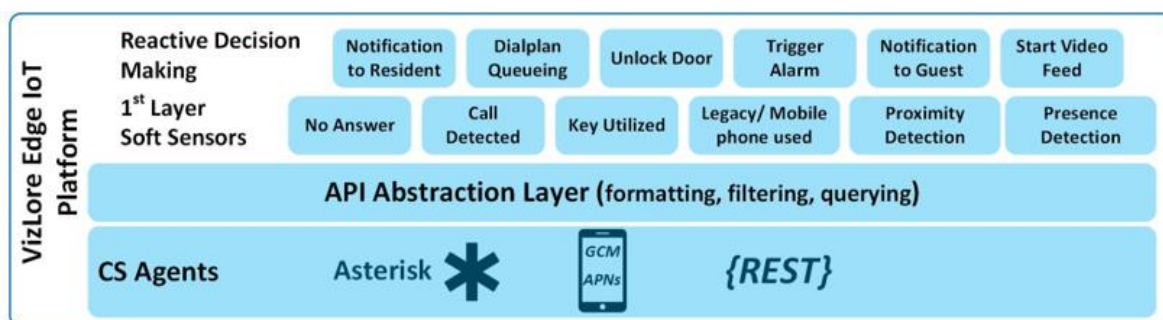 VizLore Edge IoT
Platform
Reactive Decision
Making
Notification
to Resident
Dialplan
Queueing
Unlock Door
Trigger
Alarm
Notification
to Guest
Start Video
Feed
1st Layer
Soft Sensors
No Answer
Call
Detected
Key Utilized
Legacy/ Mobile
phone used
Proximity
Detection
Presence
Detection
API Abstraction Layer (formatting, filtering, querying)
CS Agents
Asterisk
GCM
APNs
{REST}